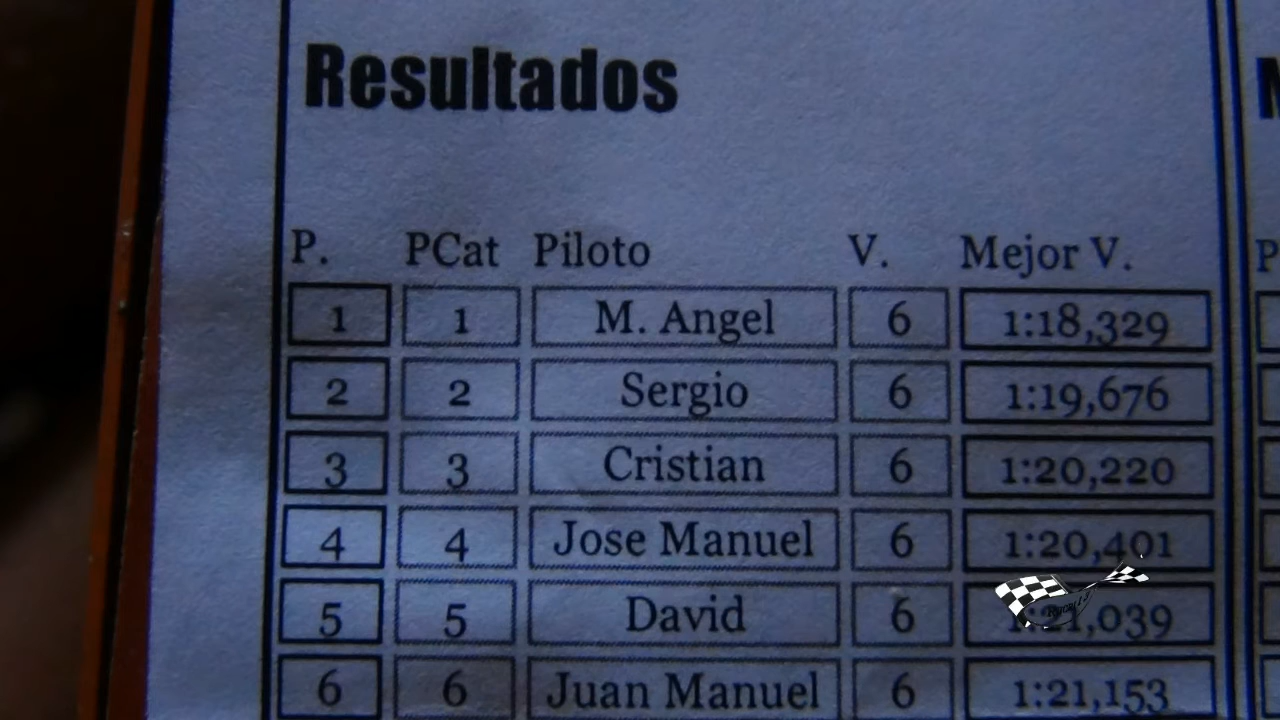 Resultados
P. PCat Piloto V. Mejor V.
1 1 M. Angel 6 1:18,329
2 2 Sergio 6 1:19,676
3 3 Cristian 6 1:20,220
4 4 Jose Manuel 6 1:20,401
5 5 David 6 1:21,039
6 6 Juan Manuel 6 1:21,153